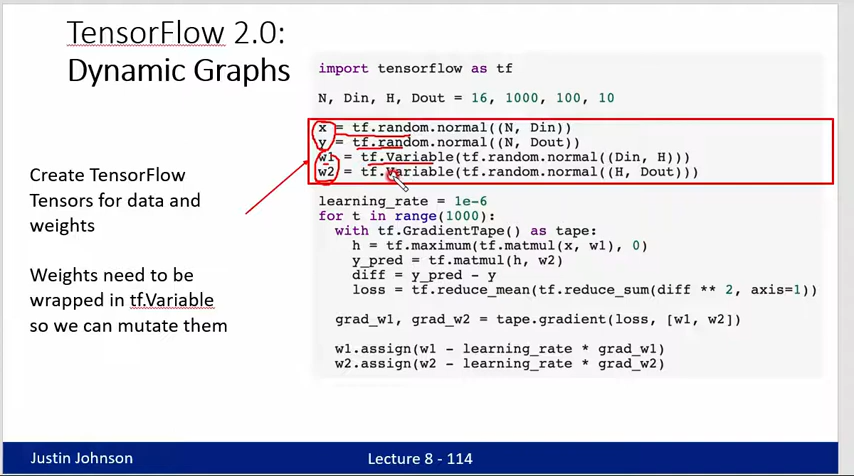 TensorFlow 2.0:
Dynamic Graphs
Create TensorFlow
Tensors for data and
weights
Weights need to be
wrapped in tf.Variable
so we can mutate them
import tensorflow as tf
N, Din, H, Dout = 16, 1000, 100, 10
x = tf.random.normal((N, Din))
y = tf.random.normal((N, Dout))
w1 = tf.Variable(tf.random.normal((Din, H)))
w2 = tf.Variable(tf.random.normal((H, Dout)))
learning_rate = 1e-6
for t in range(1000):
with tf.GradientTape() as tape:
h = tf.maximum(tf.matmul(x, w1), 0)
y_pred = tf.matmul(h, w2)
diff = y_pred - y
loss = tf.reduce_mean(tf.reduce_sum(diff ** 2, axis=1))
grad_w1, grad_w2 = tape.gradient(loss, [w1, w2])
w1.assign(w1 - learning_rate * grad_w1)
w2.assign(w2 - learning_rate * grad_w2)
Justin Johnson
Lecture 8 - 114